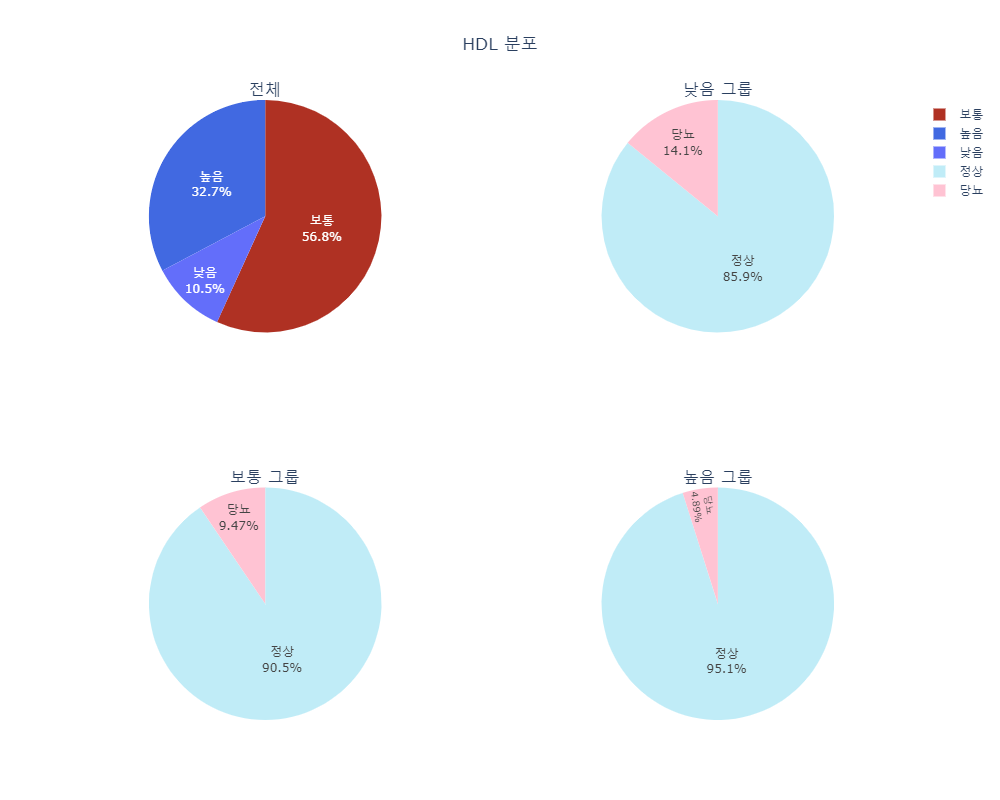 HDL 분포
전체
높음
32.7%
보통
56.8%
낮음
10.5%
낮음 그룹
당뇨
14.1%
정상
85.9%
보통
높음
낮음
정상
당뇨
보통 그룹
당뇨
9.47%
정상
90.5%
높음 그룹
당뇨
4.89%
정상
95.1%